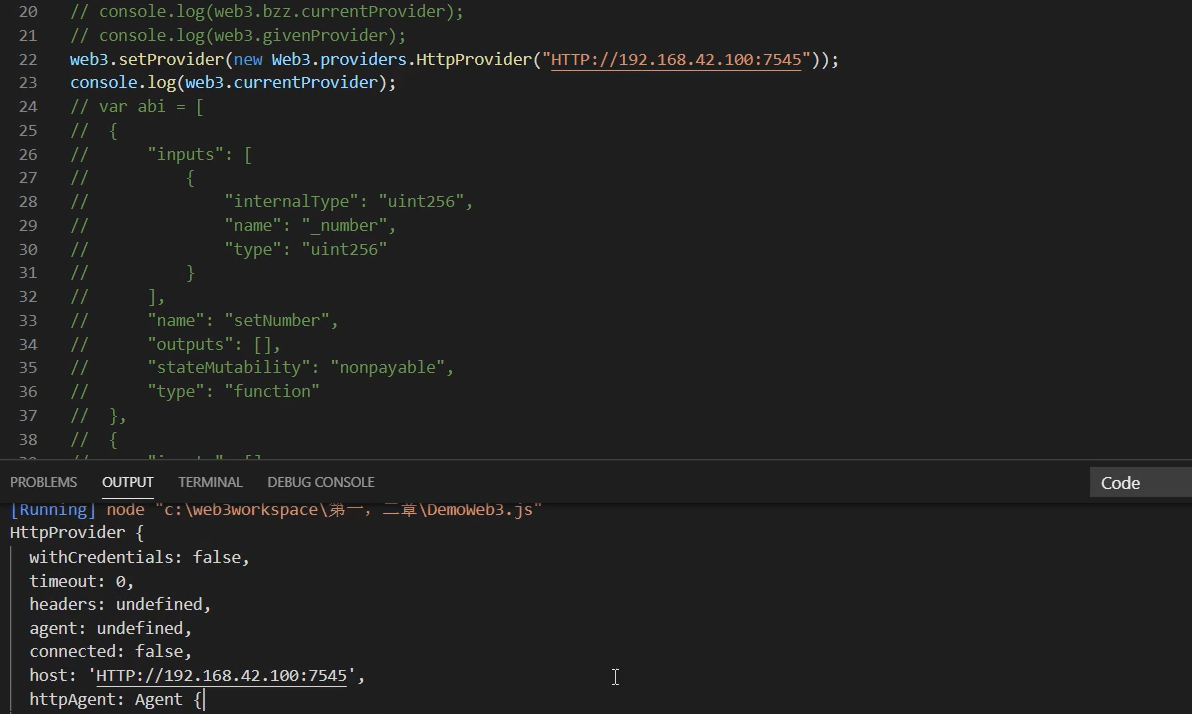 20 // console.log(web3.bzz.currentProvider);
21 // console.log(web3.givenProvider);
22 web3.setProvider(new Web3.providers.HttpProvider("HTTP://192.168.42.100:7545"));
23 console.log(web3.currentProvider);
24 // var abi = [
25 // {
26 // "inputs": [
27 // {
28 // "internalType": "uint256",
29 // "name": "_number",
30 // "type": "uint256"
31 // }
32 // ],
33 // "name": "setNumber",
34 // "outputs": [],
35 // "stateMutability": "nonpayable",
36 // "type": "function"
37 // },
38 // {
PROBLEMS OUTPUT TERMINAL DEBUG CONSOLE Code
[Running] node "c:\web3workspace\第一，二章\DemoWeb3.js"
HttpProvider {
withCredentials: false,
timeout: 0,
headers: undefined,
agent: undefined,
connected: false,
host: 'HTTP://192.168.42.100:7545',
httpAgent: Agent {